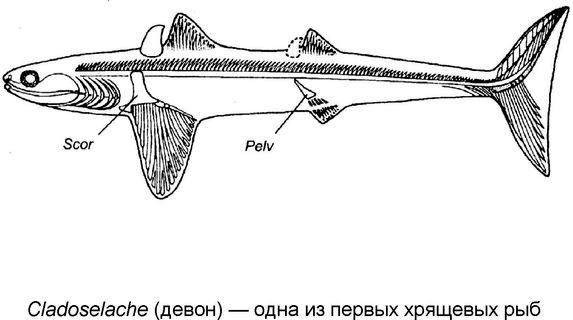 Scor
Pelv
Cladoselache (девон) — одна из первых хрящевых рыб